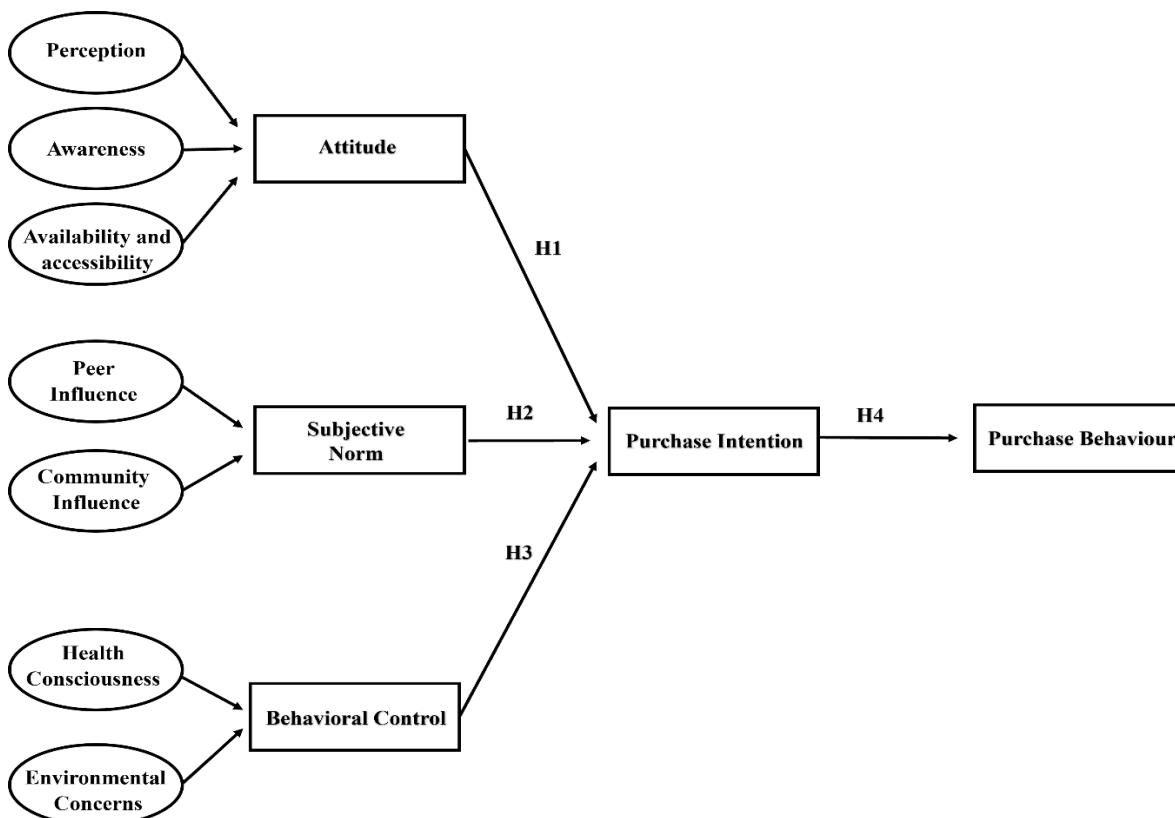 Perception
Awareness
Attitude
Availability and
accessibility
H1
Peer
Influence
Subjective
Norm
H2
Purchase Intention
H4
Purchase Behaviour
Community
Influence
H3
Health
Consciousness
Behavioral Control
Environmental
Concerns